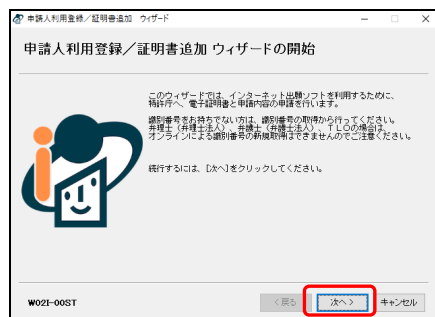 申請人利用登録／証明書追加 ウィザード
申請人利用登録／証明書追加 ウィザードの開始
このウィザードでは、インターネット出願ソフトを利用するために、
特許庁へ、電子証明書と申請内容の申請を行います。
識別番号をお持ちでない方は、識別番号の取得から行ってください。
弁理士（弁理士法人）、弁護士（弁護士法人）、ＴＬＯの場合は、
オンラインによる識別番号の新規取得はできませんのでご注意ください。
続行するには、[次へ]をクリックしてください。
W02I-00ST
< 戻る
次へ >
キャンセル